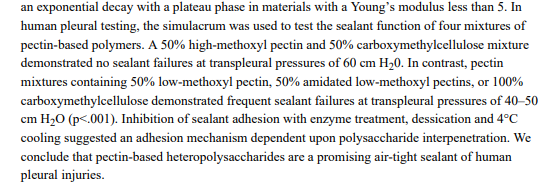 an exponential decay with a plateau phase in materials with a Young's modulus less than 5. In
human pleural testing, the simulacrum was used to test the sealant function of four mixtures of
pectin-based polymers. A 50% high-methoxyl pectin and 50% carboxymethylcellulose mixture
demonstrated no sealant failures at transpleural pressures of 60 cm H₂0. In contrast, pectin
mixtures containing 50% low-methoxyl pectin, 50% amidated low-methoxyl pectins, or 100%
carboxymethylcellulose demonstrated frequent sealant failures at transpleural pressures of 40–50
cm H₂O (p<.001). Inhibition of sealant adhesion with enzyme treatment, dessication and 4°C
cooling suggested an adhesion mechanism dependent upon polysaccharide interpenetration. We
conclude that pectin-based heteropolysaccharides are a promising air-tight sealant of human
pleural injuries.